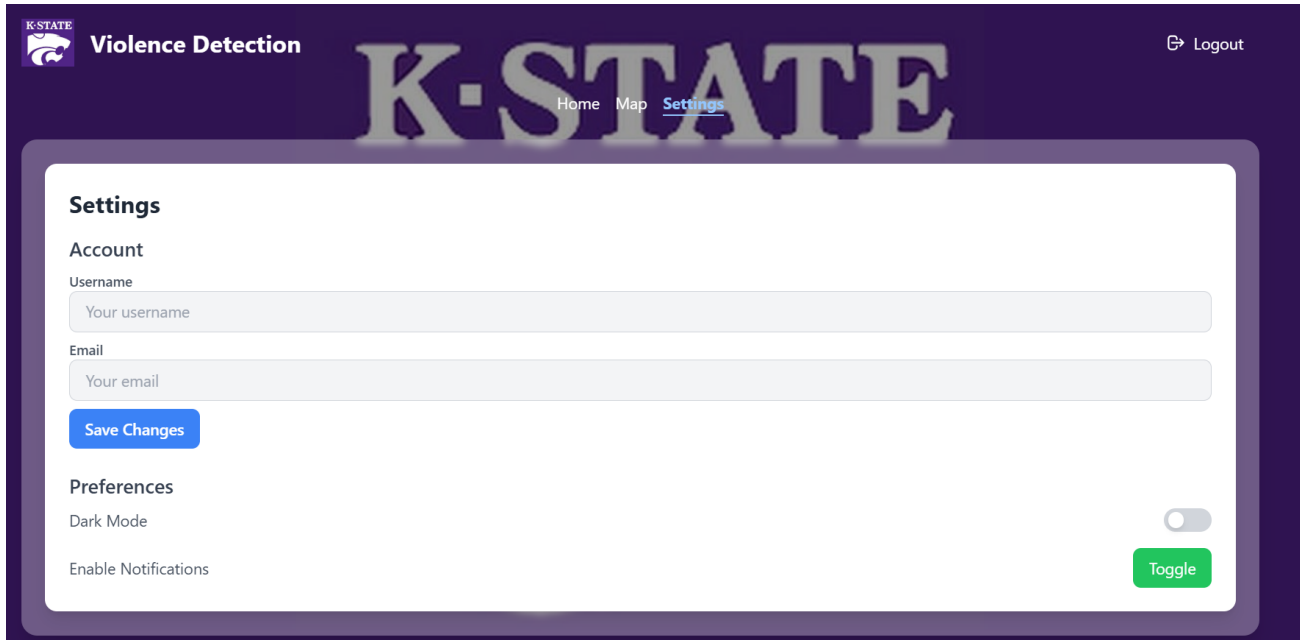 K-STATE
Violence Detection
Logout
K-STATE
Home Map Settings
Settings
Account
Username
Your username
Email
Your email
Save Changes
Preferences
Dark Mode
Enable Notifications
Toggle